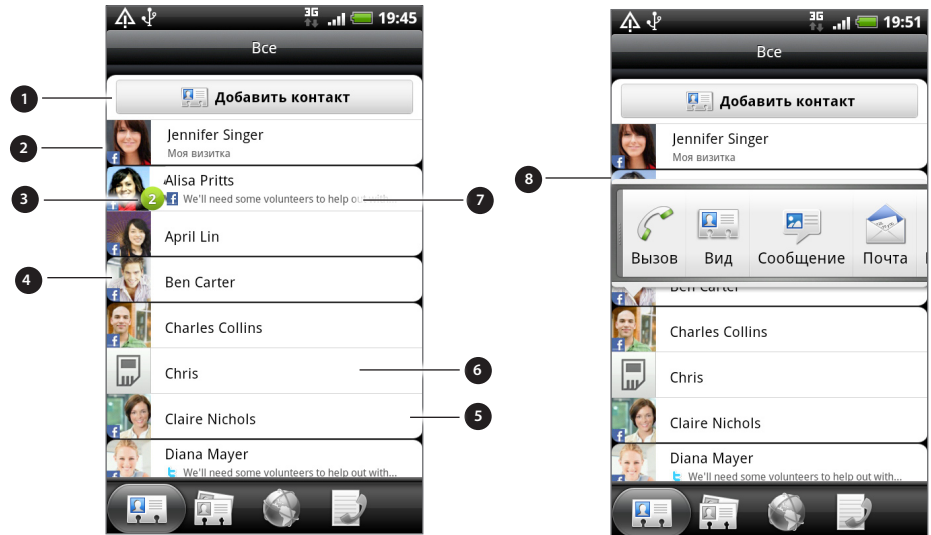 3G 19:45
Все
Добавить контакт
Jennifer Singer
Моя визитка
Alisa Pritts
We'll need some volunteers to help out with...
April Lin
Ben Carter
Charles Collins
Chris
Claire Nichols
Diana Mayer
We'll need some volunteers to help out with...
1
2
3
2
4
7
6
5
3G 19:51
Все
Добавить контакт
Jennifer Singer
Моя визитка
8
Вызов Вид Сообщение Почта
Ben Carter
Charles Collins
Chris
Claire Nichols
Diana Mayer
We'll need some volunteers to help out with...